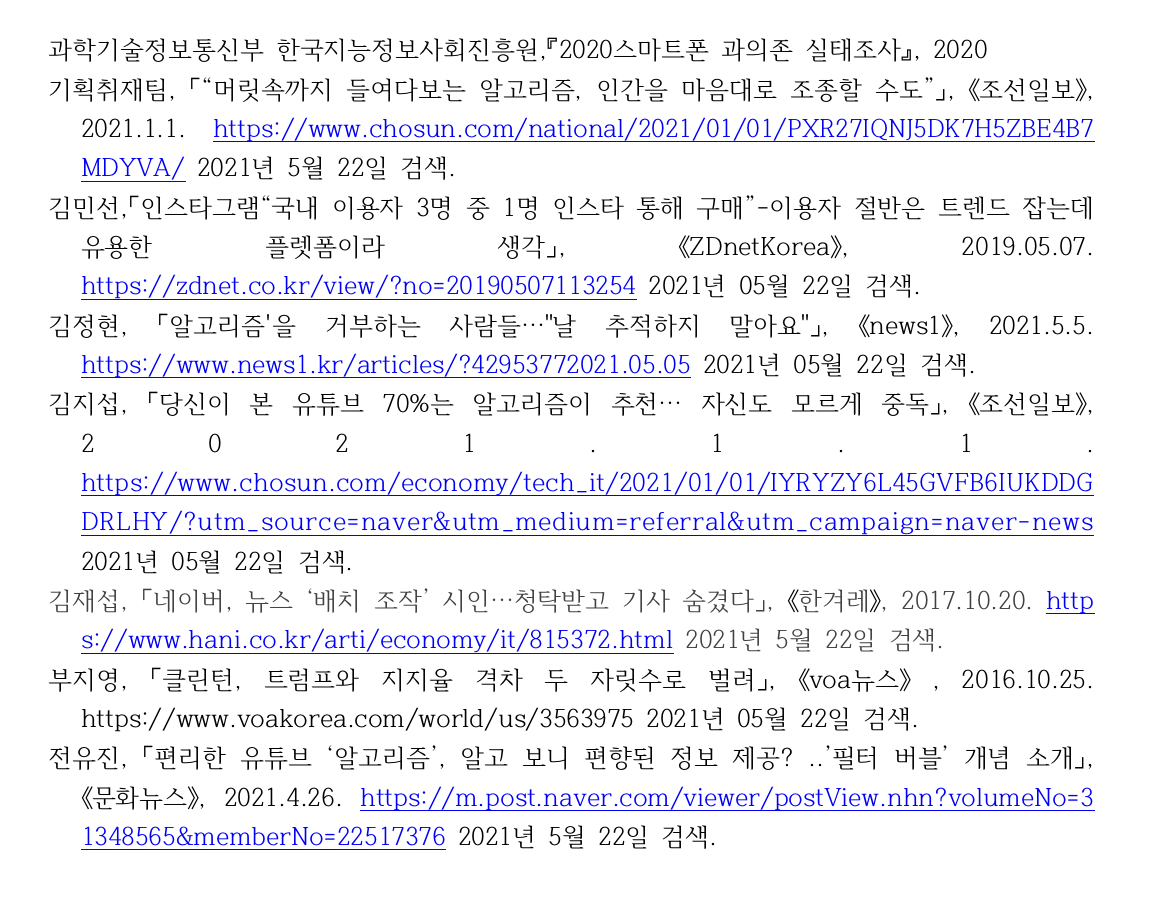 과학기술정보통신부 한국지능정보사회진흥원,『2020스마트폰 과의존 실태조사』, 2020
기획취재팀, 「“머릿속까지 들여다보는 알고리즘, 인간을 마음대로 조종할 수도”」, 《조선일보》,
2021.1.1. https://www.chosun.com/national/2021/01/01/PXR27IQNJ5DK7H5ZBE4B7
MDYVA/ 2021년 5월 22일 검색.
김민선,「인스타그램“국내 이용자 3명 중 1명 인스타 통해 구매”-이용자 절반은 트렌드 잡는데
유용한 플렛폼이라 생각」, 《ZDnetKorea》, 2019.05.07.
https://zdnet.co.kr/view/?no=20190507113254 2021년 05월 22일 검색.
김정현, 「알고리즘'을 거부하는 사람들…"날 추적하지 말아요"」, 《news1》, 2021.5.5.
https://www.news1.kr/articles/?42953772021.05.05 2021년 05월 22일 검색.
김지섭, 「당신이 본 유튜브 70%는 알고리즘이 추천… 자신도 모르게 중독」, 《조선일보》,
2 0 2 1 . 1 . 1 .
https://www.chosun.com/economy/tech_it/2021/01/01/IYRYZY6L45GVFB6IUKDDG
DRLHY/?utm_source=naver&utm_medium=referral&utm_campaign=naver-news
2021년 05월 22일 검색.
김재섭, 「네이버, 뉴스 ‘배치 조작’ 시인…청탁받고 기사 숨겼다」, 《한겨레》, 2017.10.20. http
s://www.hani.co.kr/arti/economy/it/815372.html 2021년 5월 22일 검색.
부지영, 「클린턴, 트럼프와 지지율 격차 두 자릿수로 벌려」, 《voa뉴스》 , 2016.10.25.
https://www.voakorea.com/world/us/3563975 2021년 05월 22일 검색.
전유진, 「편리한 유튜브 ‘알고리즘’, 알고 보니 편향된 정보 제공? ..’필터 버블’ 개념 소개」,
《문화뉴스》, 2021.4.26. https://m.post.naver.com/viewer/postView.nhn?volumeNo=3
1348565&memberNo=22517376 2021년 5월 22일 검색.